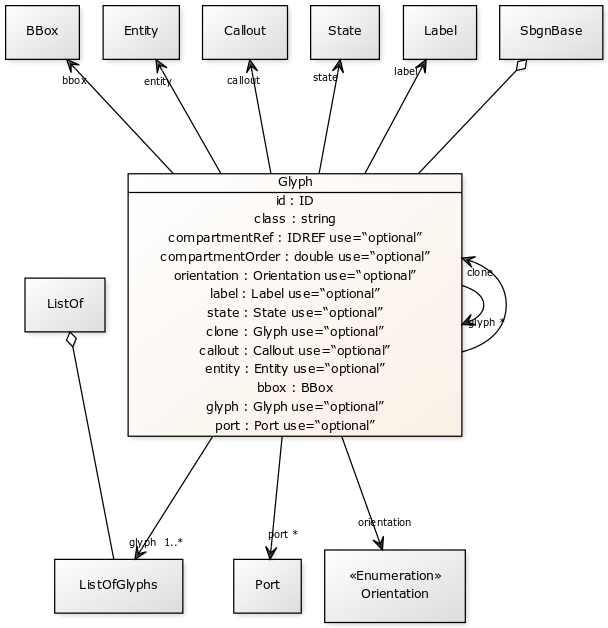 BBox
Entity
Callout
State
Label
SbgnBase
bbox
entity
callout
state
label
Glyph
id : ID
class : string
compartmentRef : IDREF use=“optional”
compartmentOrder : double use=“optional”
orientation : Orientation use=“optional”
label : Label use=“optional”
state : State use=“optional”
clone : Glyph use=“optional”
callout : Callout use=“optional”
entity : Entity use=“optional”
bbox : BBox
glyph : Glyph use=“optional”
port : Port use=“optional”
clone
glyph *
ListOf
glyph 1..*
port *
orientation
ListOfGlyphs
Port
«Enumeration»
Orientation